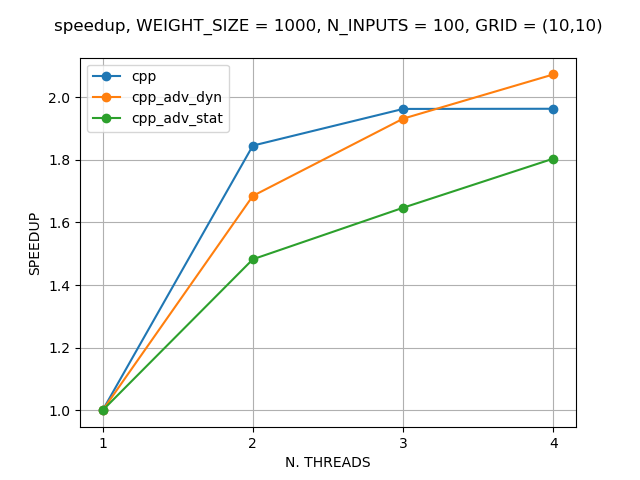 speedup, WEIGHT_SIZE = 1000, N_INPUTS = 100, GRID = (10,10)
cpp
cpp_adv_dyn
cpp_adv_stat
SPEEDUP
2.0
1.8
1.6
1.4
1.2
1.0
1 2 3 4
N. THREADS